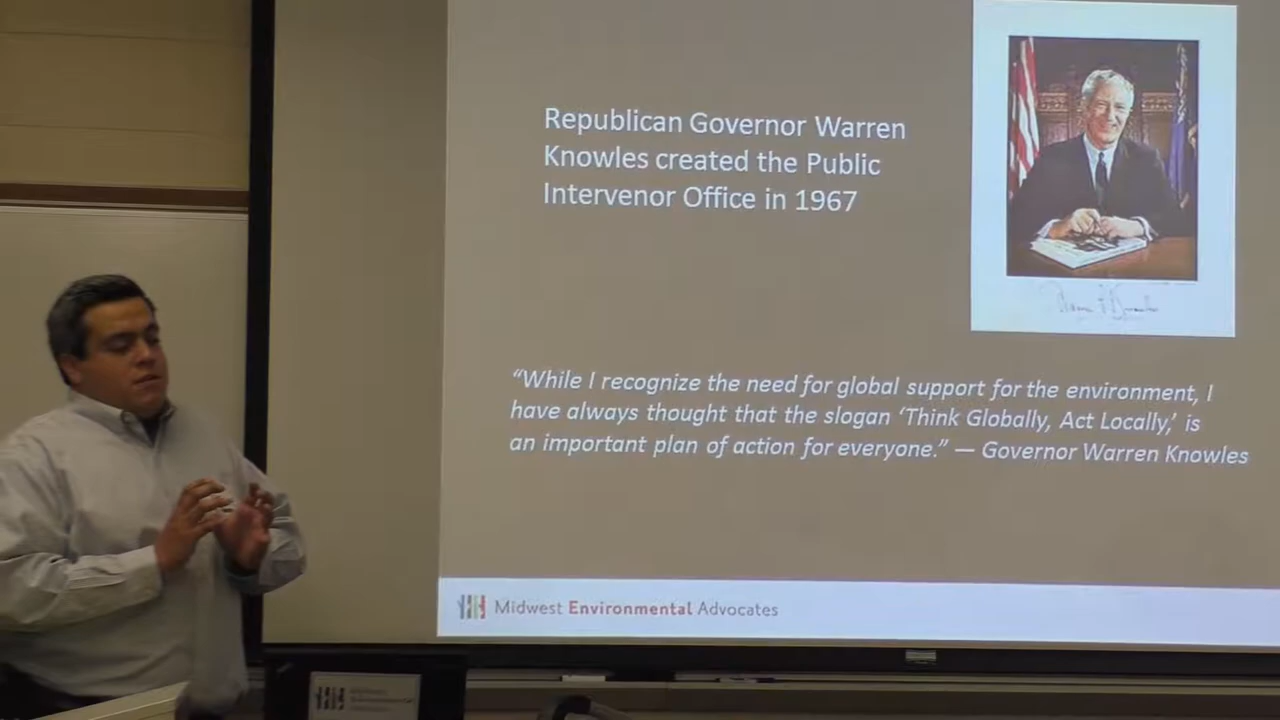 Republican Governor Warren
Knowles created the Public
Intervenor Office in 1967
“While I recognize the need for global support for the environment, I
have always thought that the slogan ‘Think Globally, Act Locally,’ is
an important plan of action for everyone.” — Governor Warren Knowles
Midwest Environmental Advocates